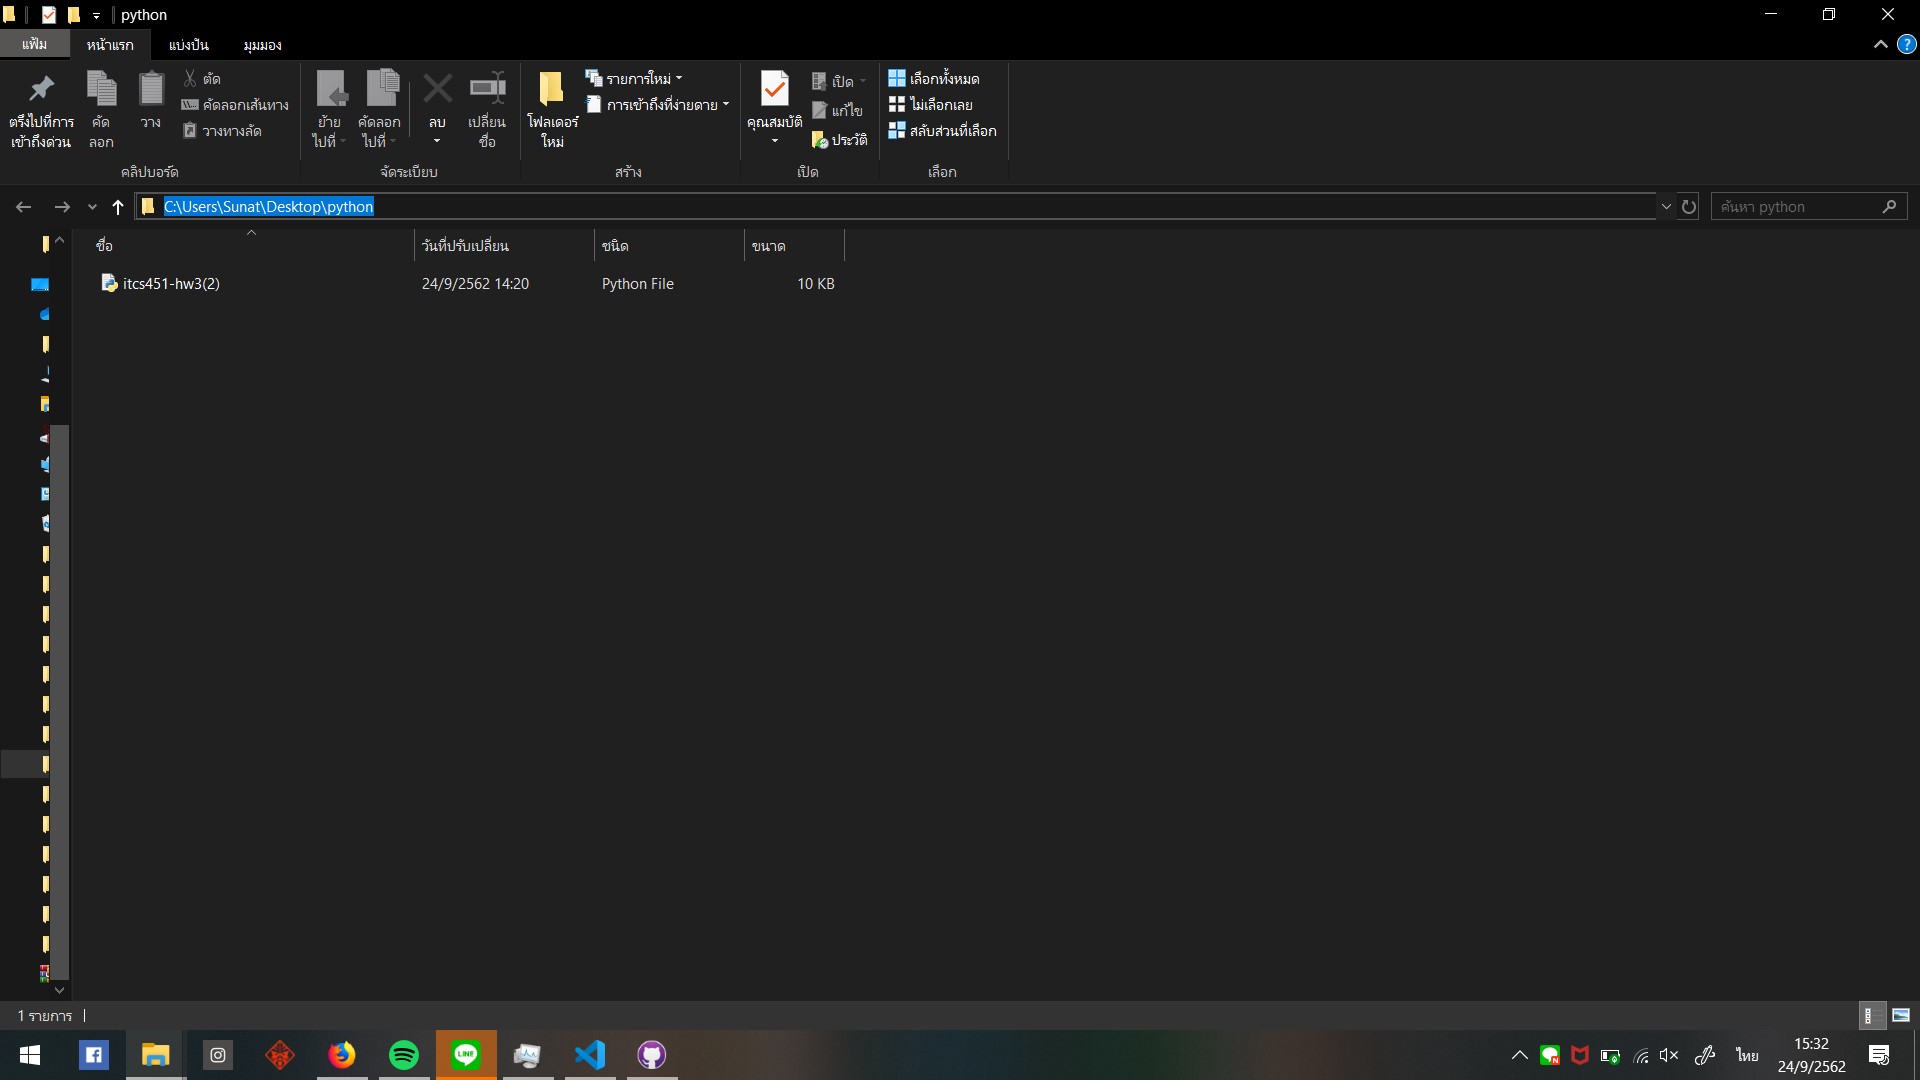 python
แฟ้ม
หน้าแรก
แบ่งปัน
มุมมอง
ตรึงไปที่การ
เข้าถึงด่วน
คัด
ลอก
วาง
ตัด
คัดลอกเส้นทาง
วางทางลัด
คลิปบอร์ด
ย้าย
ไปที่
คัดลอก
ไปที่
ลบ
เปลี่ยน
ชื่อ
จัดระเบียบ
โฟลเดอร์
ใหม่
รายการใหม่
การเข้าถึงที่ง่ายดาย
สร้าง
คุณสมบัติ
เปิด
แก้ไข
ประวัติ
เปิด
เลือกทั้งหมด
ไม่เลือกเลย
สลับส่วนที่เลือก
เลือก
C:\Users\Sunat\Desktop\python
ค้นหา python
ชื่อ
วันที่ปรับเปลี่ยน
ชนิด
ขนาด
itcs451-hw3(2)
24/9/2562 14:20
Python File
10 KB
1 รายการ
LINE
ไทย
15:32
24/9/2562